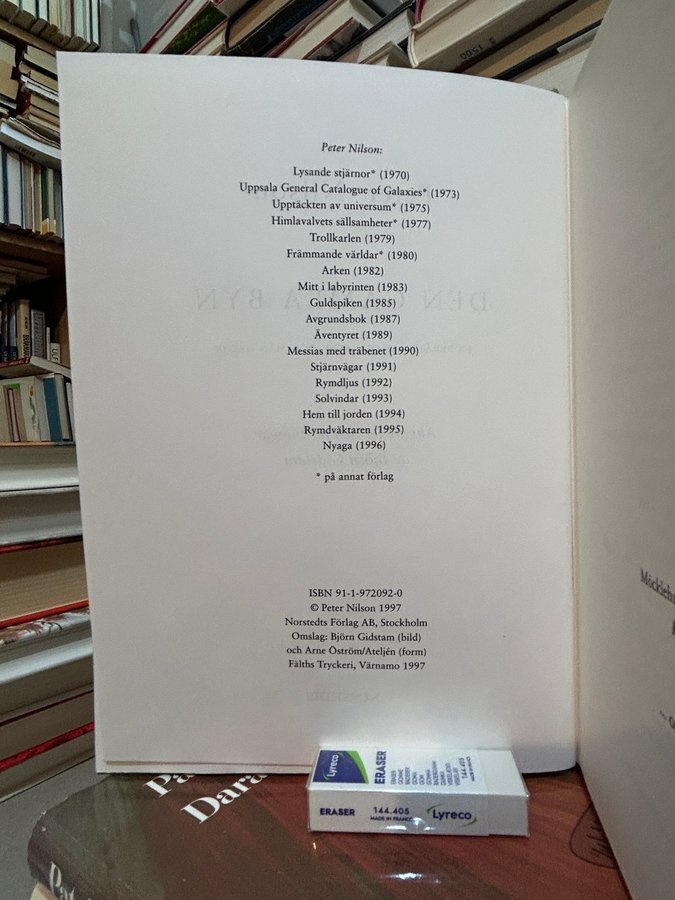 Peter Nilson:
Lysande stjärnor* (1970)
Uppsala General Catalogue of Galaxies* (1973)
Upptäckten av universum* (1975)
Himlavalvets sällsamheter* (1977)
Trollkarlen (1979)
Främmande världar* (1980)
Arken (1982)
Mitt i labyrinten (1983)
Guldspiken (1985)
Avgrundsbok (1987)
Äventyret (1989)
Messias med träbenet (1990)
Stjärnvägar (1991)
Rymdljus (1992)
Solvindar (1993)
Hem till jorden (1994)
Rymdväktaren (1995)
Nyaga (1996)
* på annat förlag
ISBN 91-1-972092-0
© Peter Nilson 1997
Norstedts Förlag AB, Stockholm
Omslag: Björn Gidstam (bild)
och Arne Öström/Ateljén (form)
Fälths Tryckeri, Värnamo 1997
Lyreco
ERASER
144.405
ERASER
144.405
MADE IN FRANCE
Lyreco